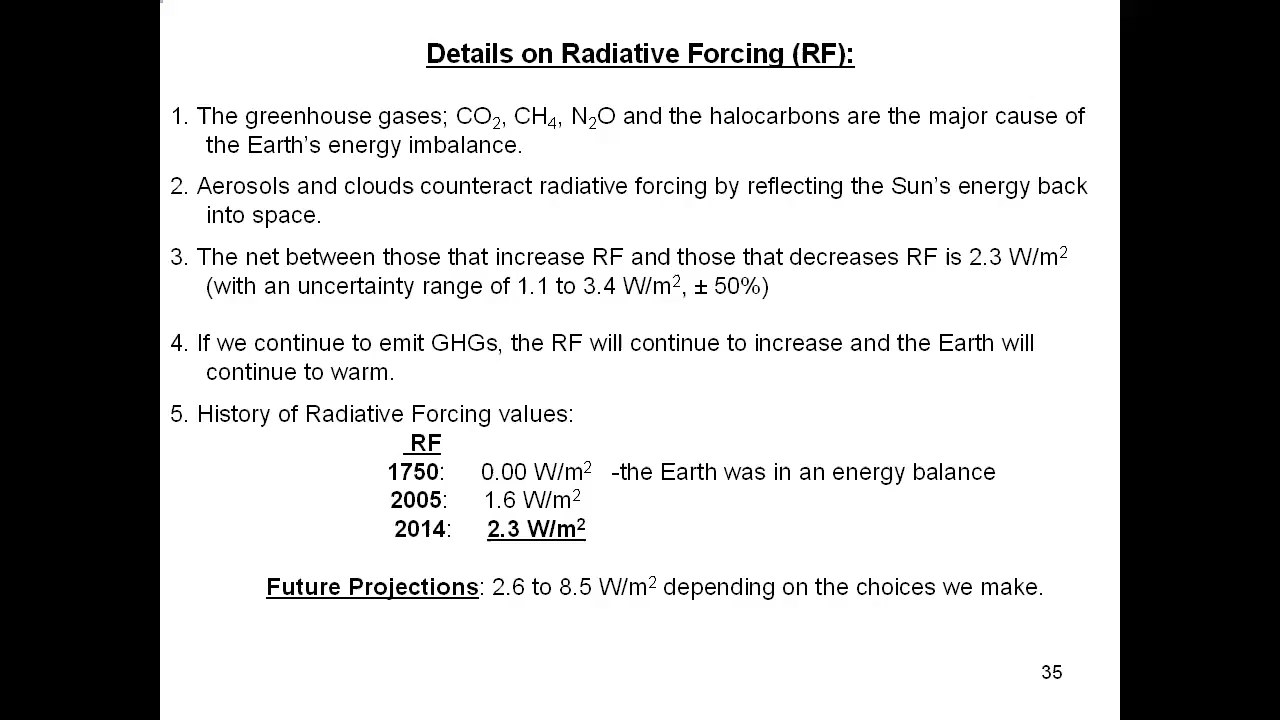 Details on Radiative Forcing (RF):
1. The greenhouse gases; CO₂, CH₄, N₂O and the halocarbons are the major cause of
the Earth's energy imbalance.
2. Aerosols and clouds counteract radiative forcing by reflecting the Sun's energy back
into space.
3. The net between those that increase RF and those that decreases RF is 2.3 W/m²
(with an uncertainty range of 1.1 to 3.4 W/m², ± 50%)
4. If we continue to emit GHGs, the RF will continue to increase and the Earth will
continue to warm.
5. History of Radiative Forcing values:
RF
1750: 0.00 W/m² -the Earth was in an energy balance
2005: 1.6 W/m²
2014: 2.3 W/m²
Future Projections: 2.6 to 8.5 W/m² depending on the choices we make.
35